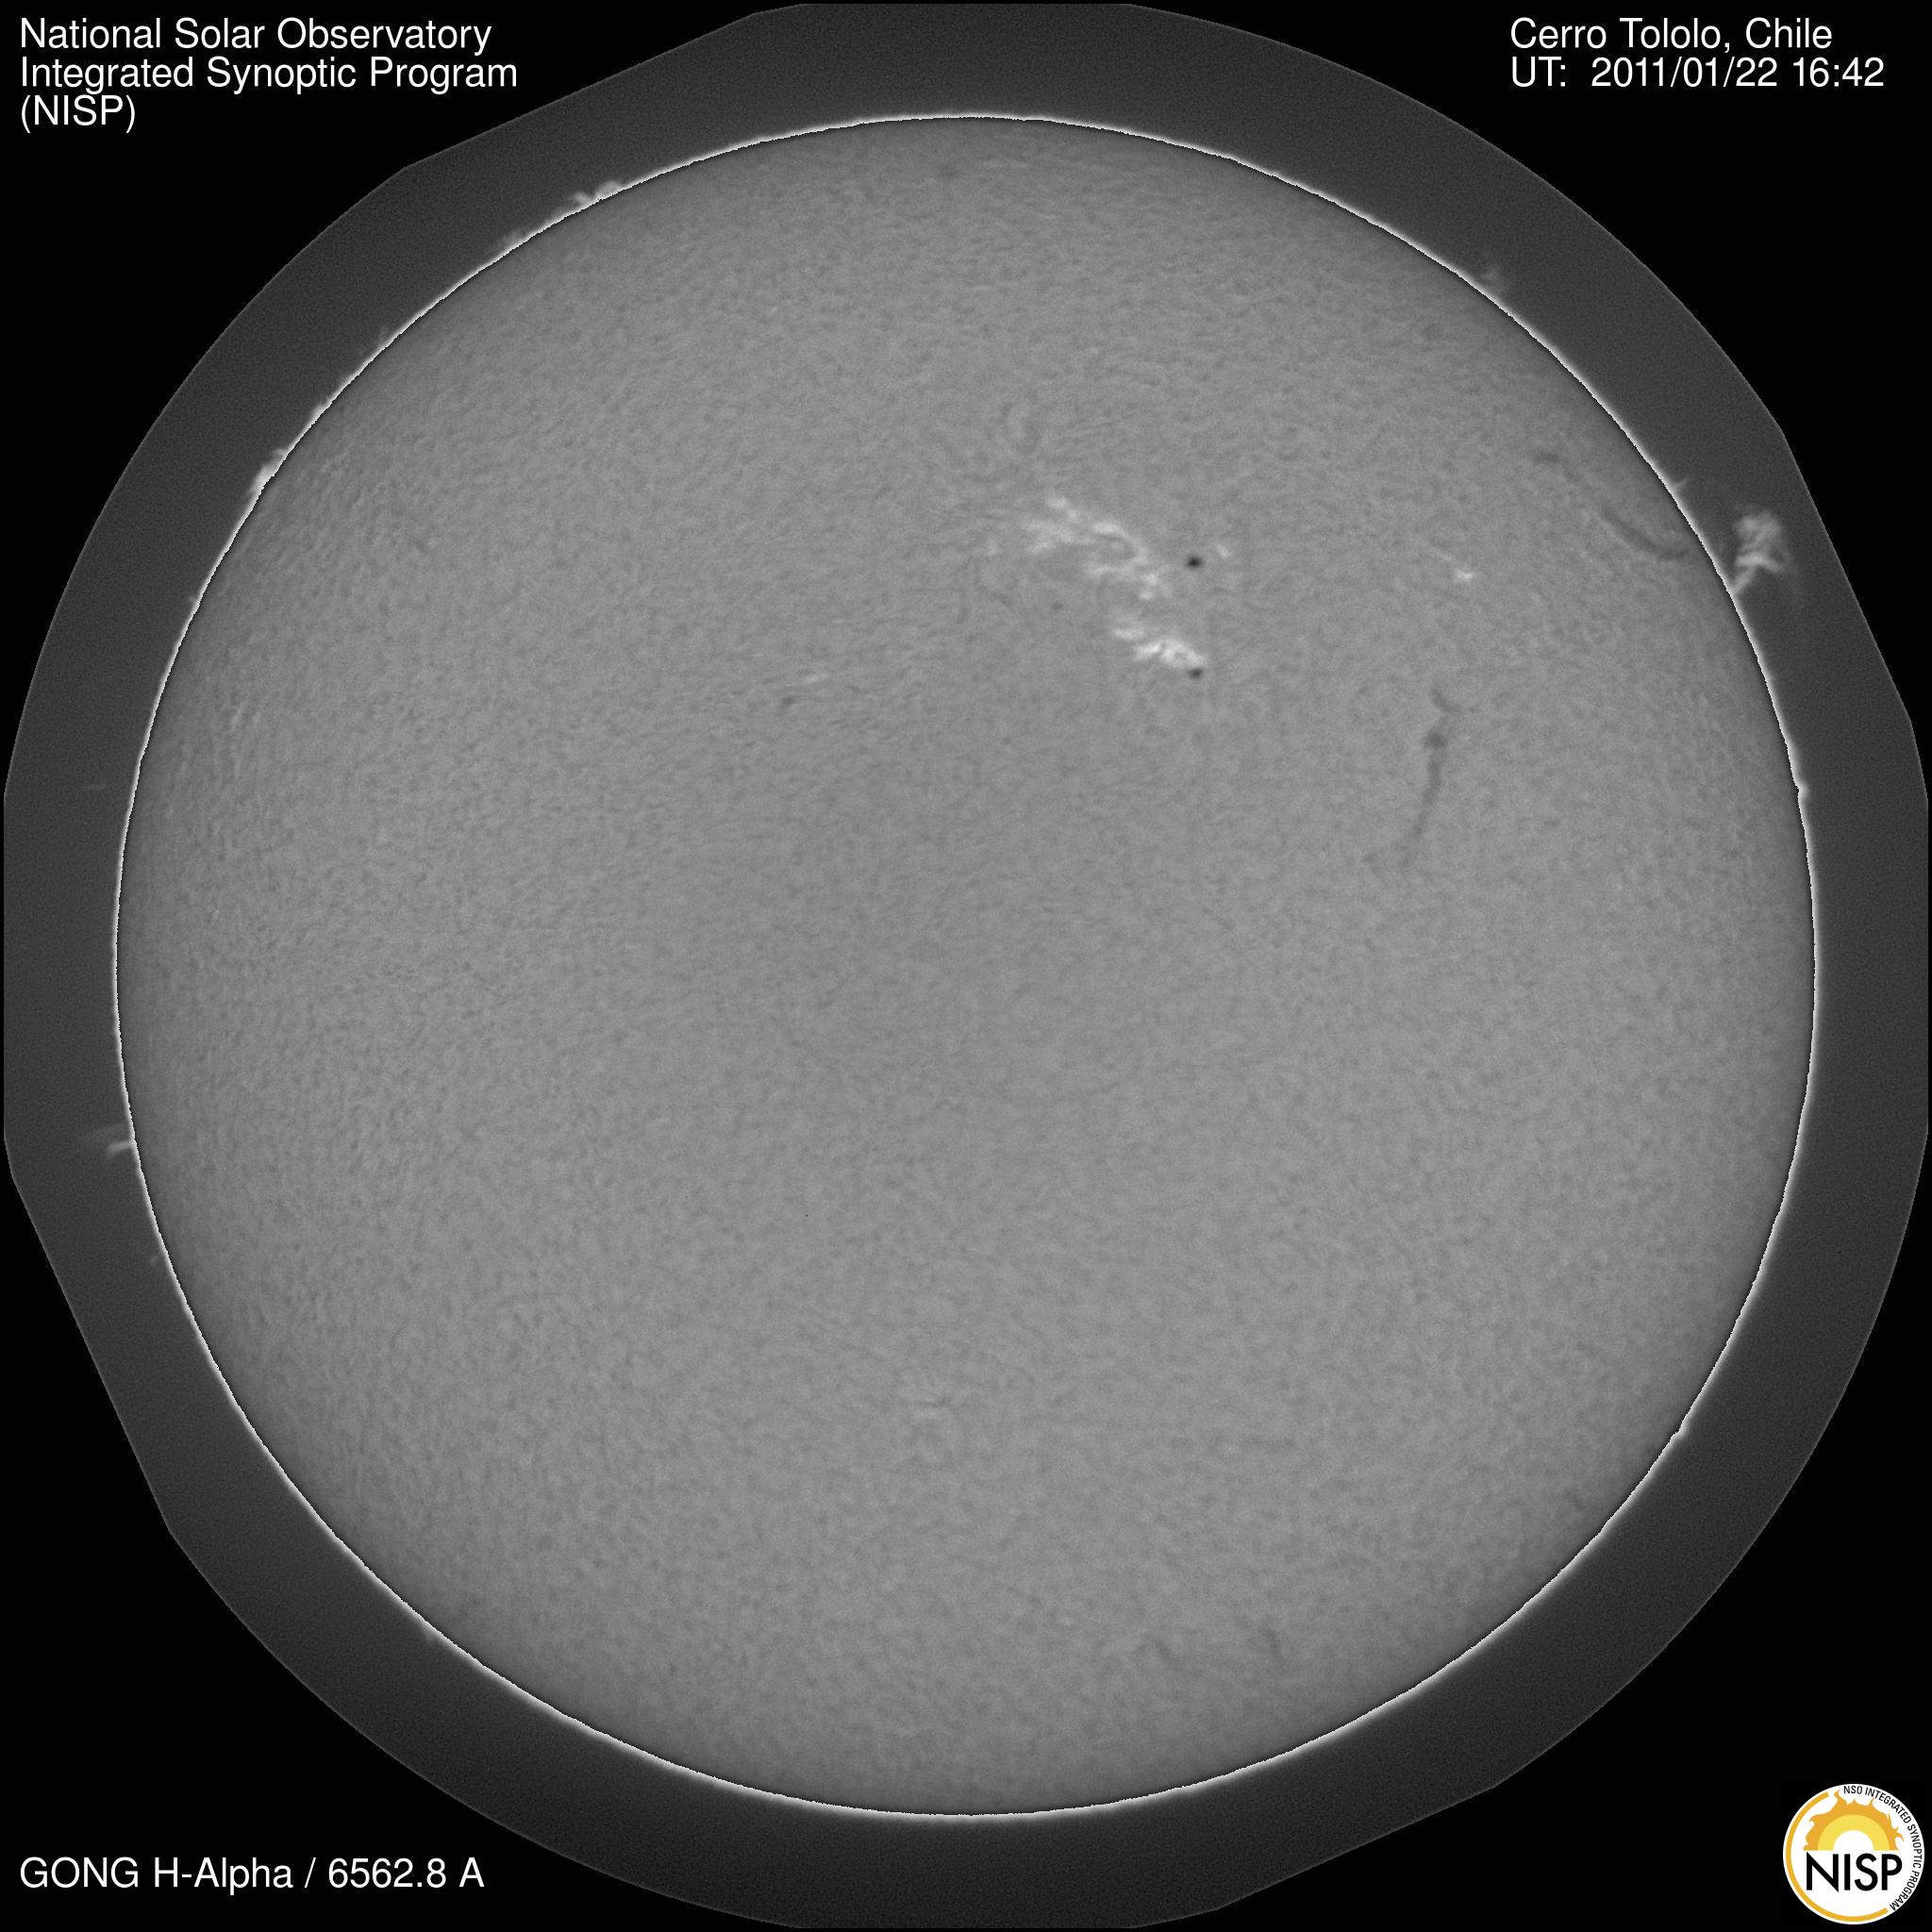 National Solar Observatory
Integrated Synoptic Program
(NISP)
Cerro Tololo, Chile
UT: 2011/01/22 16:42
GONG H-Alpha / 6562.8 A
NSO INTEGRATED SYNOPTIC PROGRAM
NISP